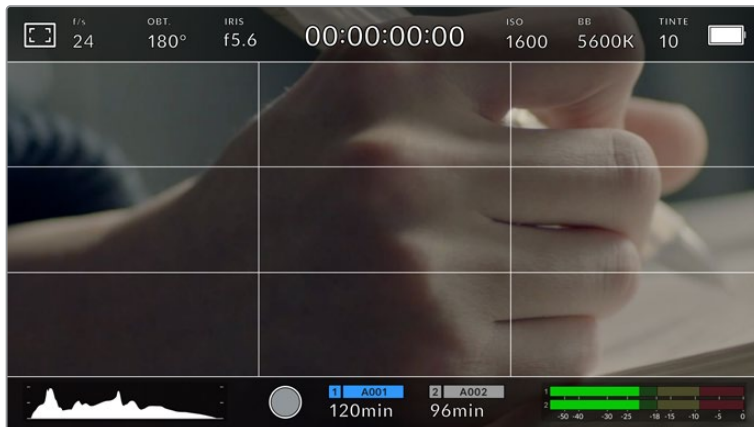 f/s OBT. IRIS ISO BB TINTE
24 180° f5.6 00:00:00:00 1600 5600K 10
1 A001 2 A002
120min 96min
1
2
-50 -40 -30 -25 -18 -15 -10 -5 0